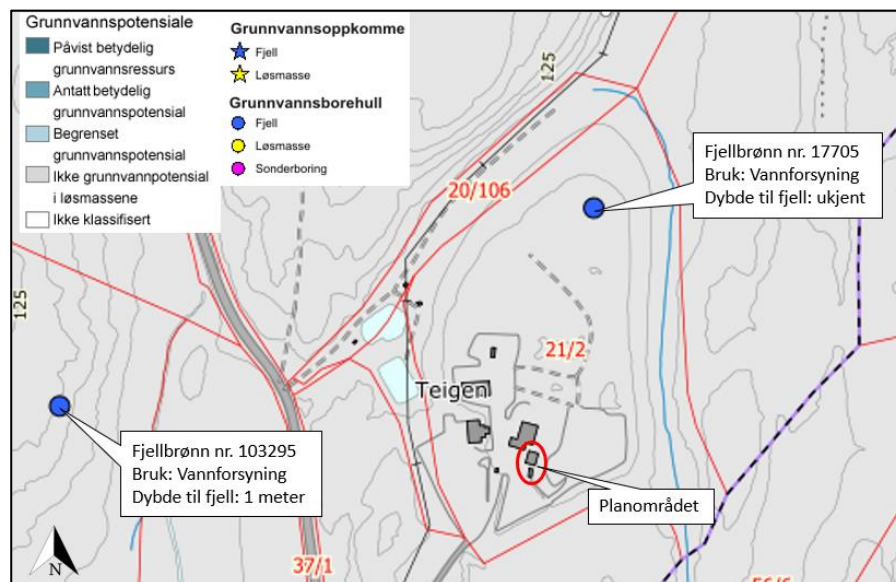 Grunnvannspotensiale
Påvist betydelig
grunnvannsressurs
Antatt betydelig
grunnvannspotensial
Begrenset
grunnvannspotensial
Ikke grunnvannpotensial
i løsmassene
Ikke klassifisert
Grunnvannsoppkomme
Fjell
Løsmasse
Grunnvannsborehull
Fjell
Løsmasse
Sonderboring
125
Fjellbrønn nr. 17705
Bruk: Vannforsyning
Dybde til fjell: ukjent
20/106
125
21/2
Teigen
Fjellbrønn nr. 103295
Bruk: Vannforsyning
Dybde til fjell: 1 meter
Planområdet
N
37/1
56/6